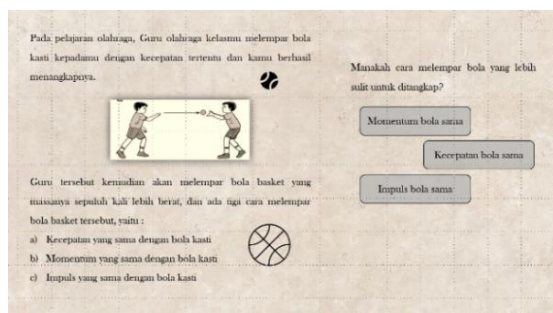 Pada pelajaran olahraga, Guru olahraga kelasmu melempar bola
kasti kepadamu dengan kecepatan tertentu dan kamu berhasil
menangkapnya.
Guru tersebut kemudian akan melempar bola basket yang
massanya sepuluh kali lebih berat, dan ada tiga cara melempar
bola basket tersebut, yaitu :
a) Kecepatan yang sama dengan bola kasti
b) Momentum yang sama dengan bola kasti
c) Impuls yang sama dengan bola kasti
Manakah cara melempar bola yang lebih
sulit untuk ditangkap?
Momentum bola sama
Kecepatan bola sama
Impuls bola sama